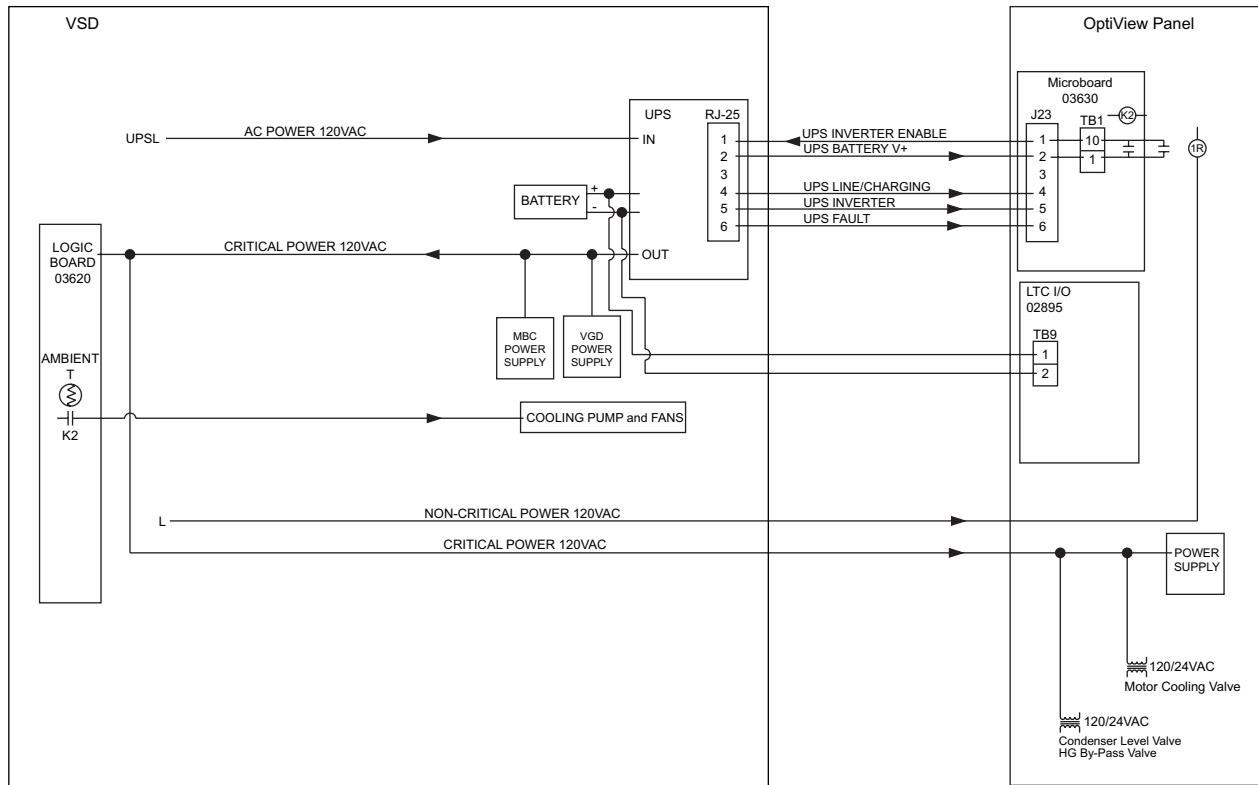 VSD
OptiView Panel
Microboard
03630
UPS
RJ-25
J23
TB1
K2
UPSL
AC POWER 120VAC
IN
1
2
3
4
5
6
UPS INVERTER ENABLE
UPS BATTERY V+
UPS LINE/CHARGING
UPS INVERTER
UPS FAULT
1
2
3
4
5
6
10
1
1R
BATTERY
+
-
LOGIC
BOARD
03620
CRITICAL POWER 120VAC
OUT
MBC
POWER
SUPPLY
VGD
POWER
SUPPLY
LTC I/O
02895
TB9
1
2
AMBIENT
T
K2
COOLING PUMP and FANS
L
NON-CRITICAL POWER 120VAC
CRITICAL POWER 120VAC
POWER
SUPPLY
120/24VAC
Motor Cooling Valve
120/24VAC
Condenser Level Valve
HG By-Pass Valve